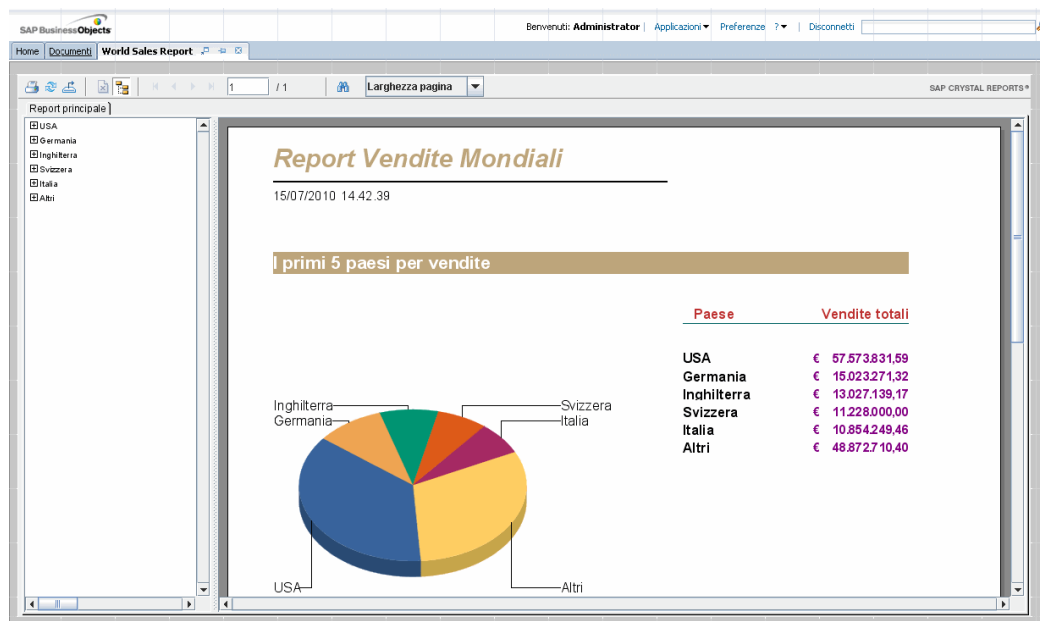 SAP BusinessObjects
Benvenuti: Administrator | Applicazioni Preferenze ? | Disconnetti
Home Documenti World Sales Report
1 / 1 Larghezza pagina SAP CRYSTAL REPORTS®
Report principale
USA
Germania
Inghilterra
Svizzera
Italia
Altri
Report Vendite Mondiali
15/07/2010 14.42.39
I primi 5 paesi per vendite
Paese Vendite totali
USA € 57.573.831,59
Germania € 15.023.271,32
Inghilterra € 13.027.139,17
Svizzera € 11.228.000,00
Italia € 10.854.249,46
Altri € 48.872.710,40
Inghilterra Svizzera
Germania Italia
USA Altri